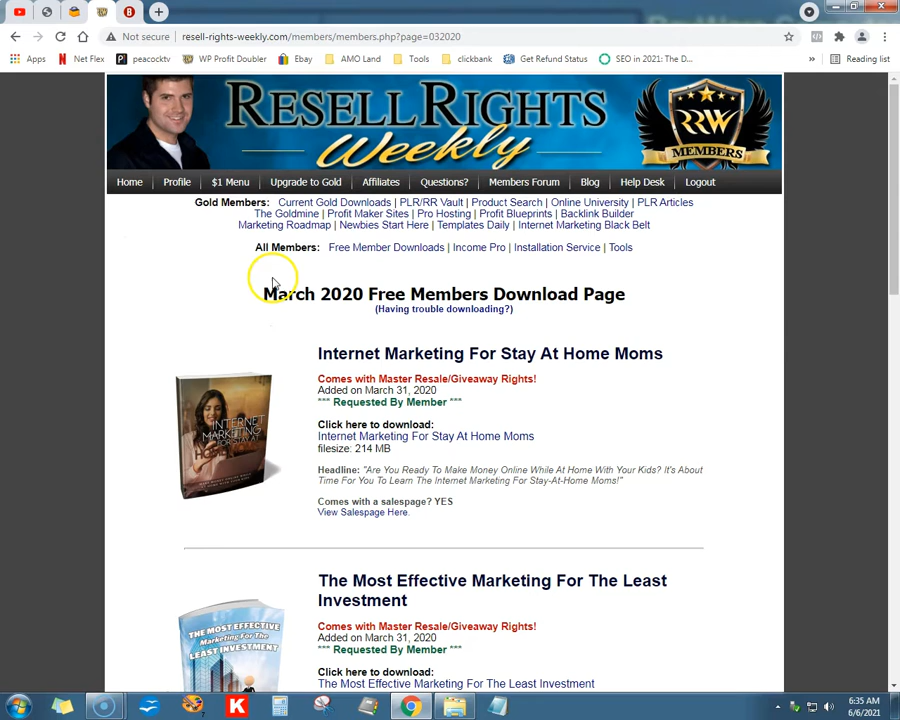 Not secure | resell-rights-weekly.com/members/members.php?page=032020
Apps Net Flex peacocktv WP Profit Doubler Ebay AMO Land Tools clickbank Get Refund Status SEO in 2021: The D... » Reading list
RESELL RIGHTS
Weekly
RRW
MEMBERS
Home Profile $1 Menu Upgrade to Gold Affiliates Questions? Members Forum Blog Help Desk Logout
Gold Members: Current Gold Downloads | PLR/RR Vault | Product Search | Online University | PLR Articles
The Goldmine | Profit Maker Sites | Pro Hosting | Profit Blueprints | Backlink Builder
Marketing Roadmap | Newbies Start Here | Templates Daily | Internet Marketing Black Belt
All Members: Free Member Downloads | Income Pro | Installation Service | Tools
March 2020 Free Members Download Page
(Having trouble downloading?)
Internet Marketing For Stay At Home Moms
Comes with Master Resale/Giveaway Rights!
Added on March 31, 2020
*** Requested By Member ***
Click here to download:
Internet Marketing For Stay At Home Moms
filesize: 214 MB
Headline: "Are You Ready To Make Money Online While At Home With Your Kids? It's About
Time For You To Learn The Internet Marketing For Stay-At-Home Moms!"
Comes with a salespage? YES
View Salespage Here.
INTERNET
MARKETING
FOR STAY AT
HOME MOMS
The Most Effective Marketing For The Least
Investment
Comes with Master Resale/Giveaway Rights!
Added on March 31, 2020
*** Requested By Member ***
Click here to download:
The Most Effective Marketing For The Least Investment
THE MOST EFFECTIVE
Marketing For The
LEAST INVESTMENT
K
6:35 AM
6/6/2021